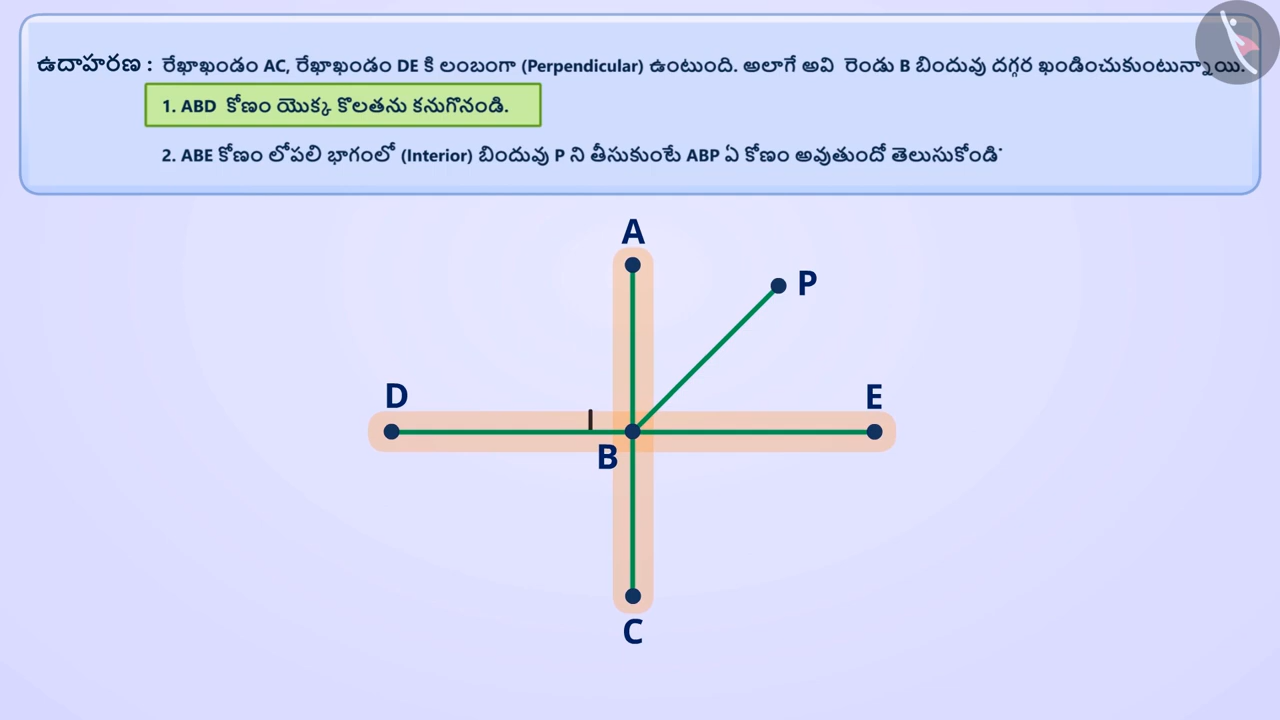 ఉదాహరణ : రేఖాఖండం AC, రేఖాఖండం DE కి లంబంగా (Perpendicular) ఉంటుంది. అలాగే అవి రెండు B బిందువు దగ్గర ఖండించుకుంటున్నాయి.
1. ABD కోణం యొక్క కొలతను కనుగొనండి.
2. ABE కోణం లోపలి భాగంలో (Interior) బిందువు P ని తీసుకుంటే ABP ఏ కోణం అవుతుందో తెలుసుకోండి
A
P
D
E
B
C